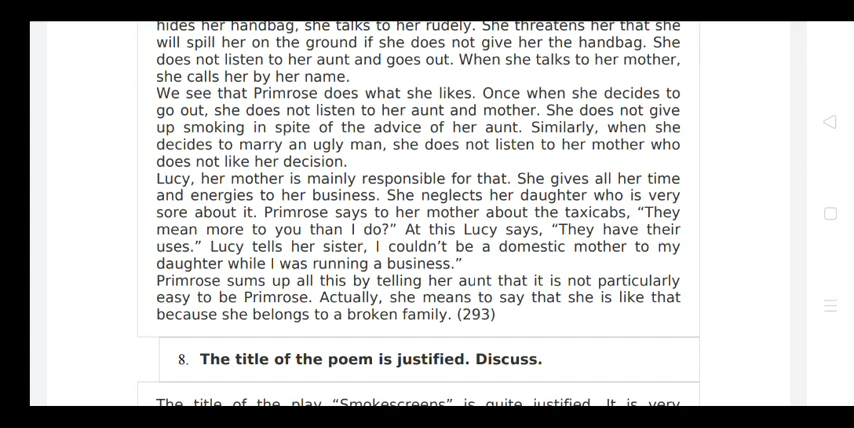 hides her handbag, she talks to her rudely. She threatens her that she
will spill her on the ground if she does not give her the handbag. She
does not listen to her aunt and goes out. When she talks to her mother,
she calls her by her name.
We see that Primrose does what she likes. Once when she decides to
go out, she does not listen to her aunt and mother. She does not give
up smoking in spite of the advice of her aunt. Similarly, when she
decides to marry an ugly man, she does not listen to her mother who
does not like her decision.
Lucy, her mother is mainly responsible for that. She gives all her time
and energies to her business. She neglects her daughter who is very
sore about it. Primrose says to her mother about the taxicabs, “They
mean more to you than I do?” At this Lucy says, “They have their
uses.” Lucy tells her sister, I couldn’t be a domestic mother to my
daughter while I was running a business.”
Primrose sums up all this by telling her aunt that it is not particularly
easy to be Primrose. Actually, she means to say that she is like that
because she belongs to a broken family. (293)
8. The title of the poem is justified. Discuss.
The title of the play “Smokescreens” is quite justified. It is very